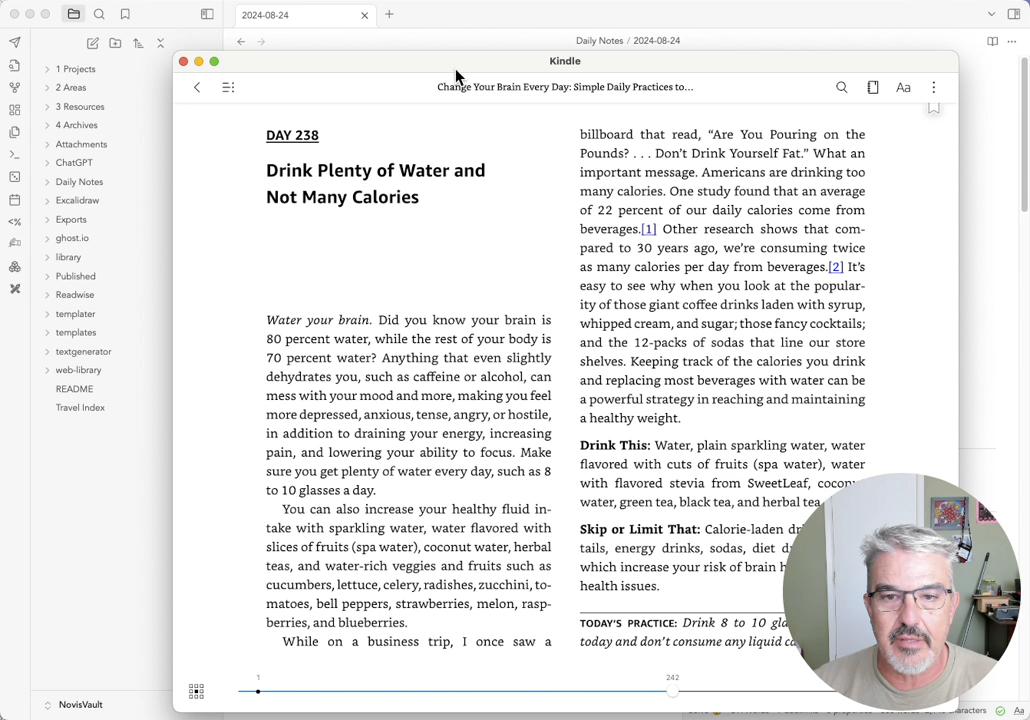 2024-08-24
Daily Notes / 2024-08-24
Kindle
Change Your Brain Every Day: Simple Daily Practices to...
Aa
1 Projects
2 Areas
3 Resources
4 Archives
Attachments
ChatGPT
Daily Notes
Excalidraw
Exports
ghost.io
library
Published
Readwise
templater
templates
textgenerator
web-library
README
Travel Index
NovisVault
DAY 238
Drink Plenty of Water and
Not Many Calories
Water your brain. Did you know your brain is
80 percent water, while the rest of your body is
70 percent water? Anything that even slightly
dehydrates you, such as caffeine or alcohol, can
mess with your mood and more, making you feel
more depressed, anxious, tense, angry, or hostile,
in addition to draining your energy, increasing
pain, and lowering your ability to focus. Make
sure you get plenty of water every day, such as 8
to 10 glasses a day.
You can also increase your healthy fluid in-
take with sparkling water, water flavored with
slices of fruits (spa water), coconut water, herbal
teas, and water-rich veggies and fruits such as
cucumbers, lettuce, celery, radishes, zucchini, to-
matoes, bell peppers, strawberries, melon, rasp-
berries, and blueberries.
While on a business trip, I once saw a
billboard that read, “Are You Pouring on the
Pounds? . . . Don’t Drink Yourself Fat.” What an
important message. Americans are drinking too
many calories. One study found that an average
of 22 percent of our daily calories come from
beverages.[1] Other research shows that com-
pared to 30 years ago, we’re consuming twice
as many calories per day from beverages.[2] It’s
easy to see why when you look at the popular-
ity of those giant coffee drinks laden with syrup,
whipped cream, and sugar; those fancy cocktails;
and the 12-packs of sodas that line our store
shelves. Keeping track of the calories you drink
and replacing most beverages with water can be
a powerful strategy in reaching and maintaining
a healthy weight.
Drink This: Water, plain sparkling water, water
flavored with cuts of fruits (spa water), water
with flavored stevia from SweetLeaf,
water, green tea, black tea, and herbal tea
Skip or Limit That: Calorie-laden
tails, energy drinks, sodas, diet
which increase your risk of brain
health issues.
TODAY’S PRACTICE: Drink 8 to 10
today and don’t consume any liquid
1
242
Aa